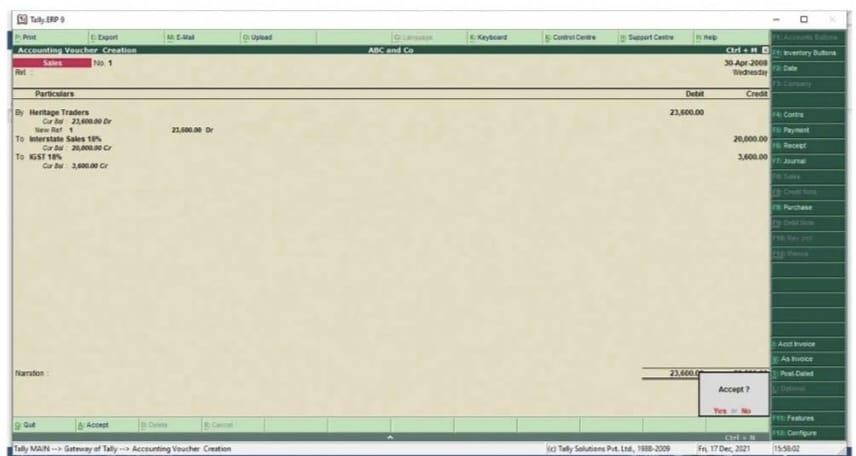 Tally.ERP 9
P: Print E: Export M: E-Mail O: Upload G: Language K: Keyboard K: Control Centre H: Support Centre H: Help
Accounting Voucher Creation ABC and Co Ctrl + M
Sales No. 1 30-Apr-2008
Ref : Wednesday
Particulars Debit Credit
By Heritage Traders 23,600.00
Cur Bal : 23,600.00 Dr
New Ref 1 23,600.00 Dr
To Interstate Sales 18% 20,000.00
Cur Bal : 20,000.00 Cr
To IGST 18% 3,600.00
Cur Bal : 3,600.00 Cr
F1: Accounts Buttons
F1: Inventory Buttons
F2: Date
F3: Company
F4: Contra
F5: Payment
F6: Receipt
F7: Journal
F8: Sales
F8: Credit Note
F9: Purchase
F9: Debit Note
F10: Rev Jrnl
F10: Memos
I: Acct Invoice
V: As Invoice
T: Post-Dated
L: Optional
F11: Features
F12: Configure
Narration : 23,600.0
Accept ?
Yes or No
Q: Quit A: Accept D: Delete X: Cancel
Ctrl + N
Tally MAIN --> Gateway of Tally --> Accounting Voucher Creation (c) Tally Solutions Pvt. Ltd., 1988-2009 Fri, 17 Dec, 2021 15:58:02